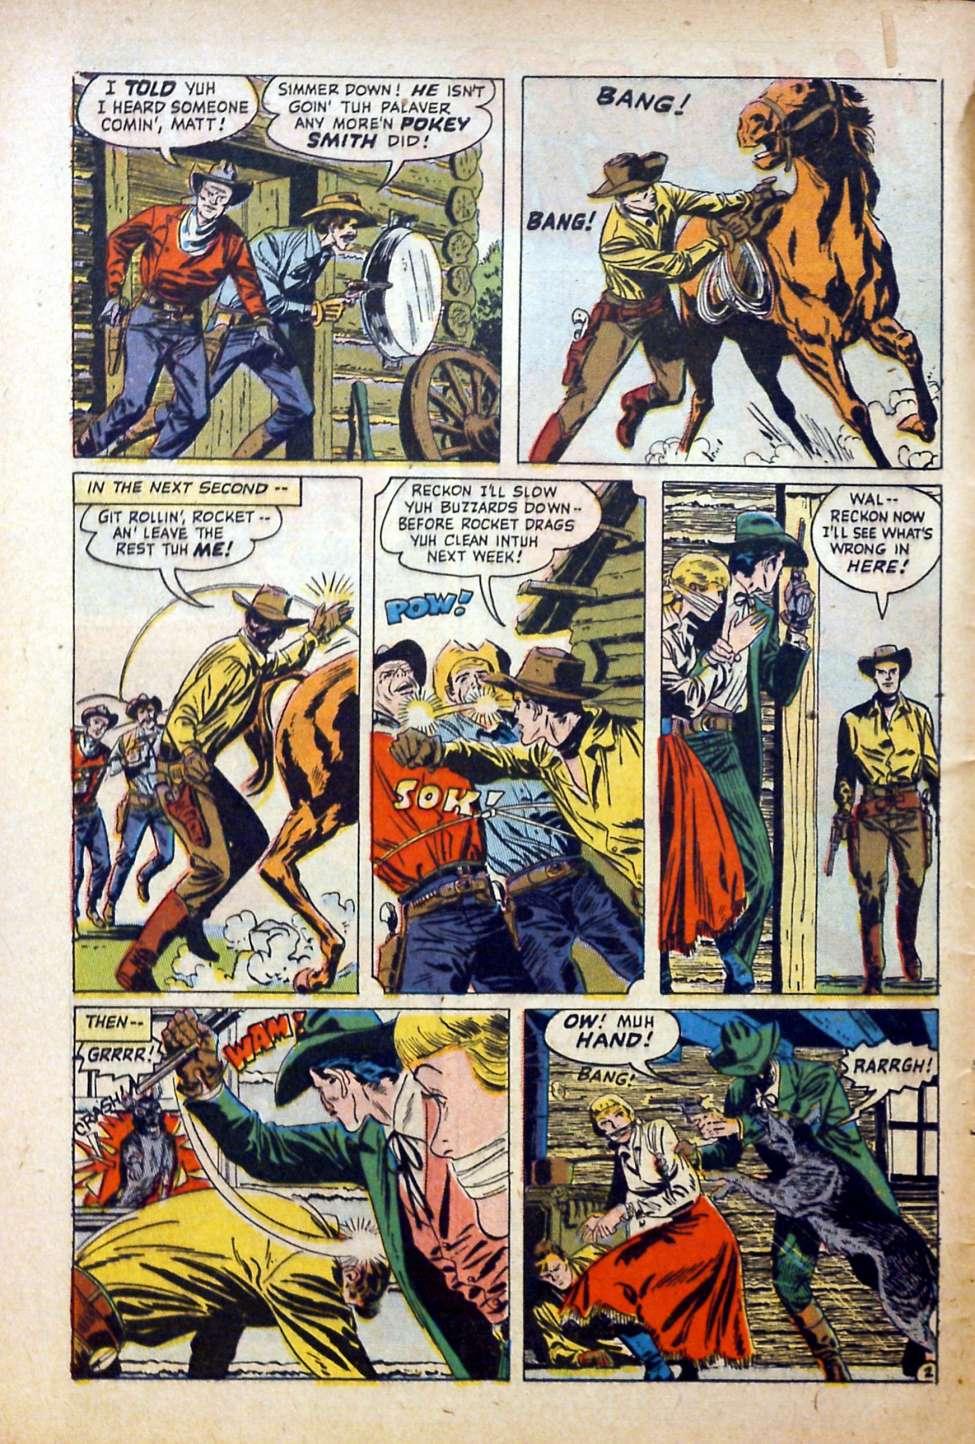 I TOLD YUH
I HEARD SOMEONE
COMIN', MATT!
SIMMER DOWN! HE ISN'T
GOIN' TUH PALAVER
ANY MORE'N POKEY
SMITH DID!
BANG!
BANG!
IN THE NEXT SECOND --
GIT ROLLIN', ROCKET --
AN' LEAVE THE
REST TUH ME!
RECKON I'LL SLOW
YUH BUZZARDS DOWN--
BEFORE ROCKET DRAGS
YUH CLEAN INTUH
NEXT WEEK!
POW!
SOK!
WAL--
RECKON NOW
I'LL SEE WHAT'S
WRONG IN
HERE!
THEN--
GRRRR!
CRASH!
WAM!
OW! MUH
HAND!
BANG!
RARRGH!
2